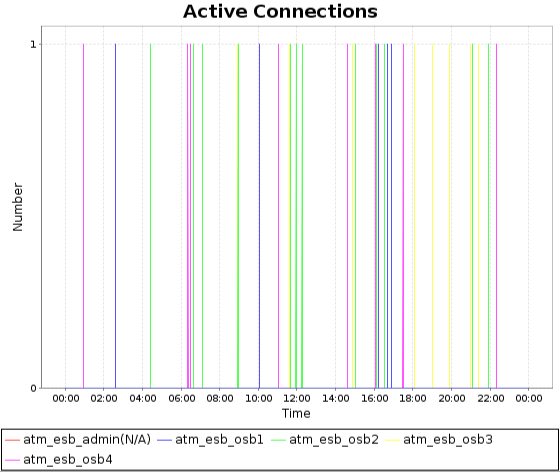 Active Connections
1
Number
0
00:00 02:00 04:00 06:00 08:00 10:00 12:00 14:00 16:00 18:00 20:00 22:00 00:00
Time
atm_esb_admin(N/A) atm_esb_osb1 atm_esb_osb2 atm_esb_osb3
atm_esb_osb4